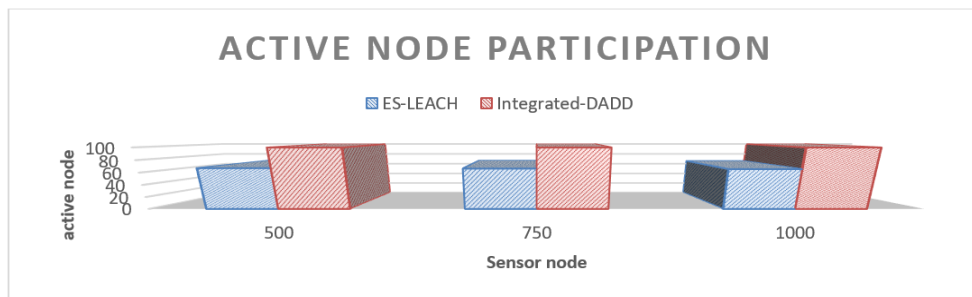 ACTIVE NODE PARTICIPATION
ES-LEACH Integrated-DADD
100
80
60
40
20
0
active node
500 750 1000
Sensor node